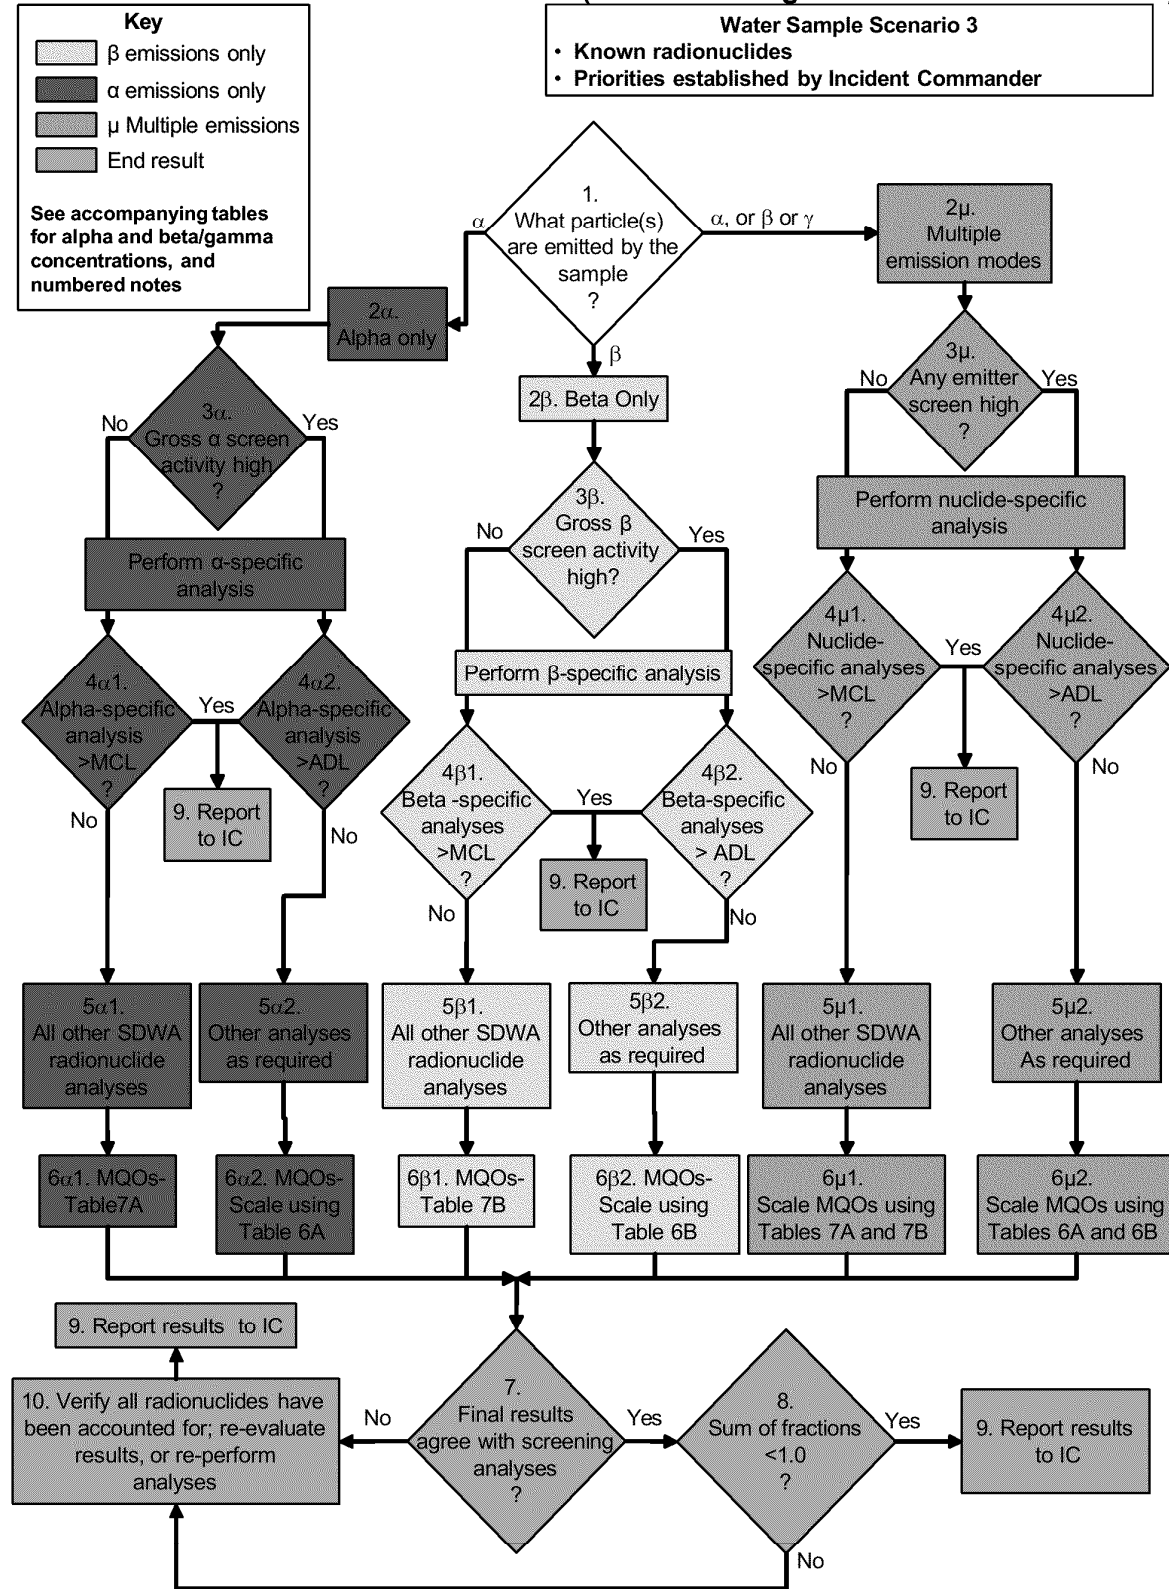 Key
β emissions only
α emissions only
μ Multiple emissions
End result
See accompanying tables
for alpha and beta/gamma
concentrations, and
numbered notes
Water Sample Scenario 3
• Known radionuclides
• Priorities established by Incident Commander
1.
What particle(s)
are emitted by the
sample
?
α
α, or β or γ
β
2α.
Alpha only
2β. Beta Only
2μ.
Multiple
emission modes
3α.
Gross α screen
activity high
?
No
Yes
3β.
Gross β
screen activity
high?
No
Yes
3μ.
Any emitter
screen high
?
No
Yes
Perform α-specific
analysis
Perform β-specific analysis
Perform nuclide-specific
analysis
4α1.
Alpha-specific
analysis
>MCL
?
Yes
4α2.
Alpha-specific
analysis
>ADL
?
No
No
9. Report
to IC
4β1.
Beta -specific
analyses
>MCL
?
Yes
4β2.
Beta-specific
analyses
> ADL
?
No
No
9. Report
to IC
4μ1.
Nuclide-
specific analyses
>MCL
?
Yes
4μ2.
Nuclide-
specific analyses
>ADL
?
No
No
9. Report
to IC
5α1.
All other SDWA
radionuclide
analyses
5α2.
Other analyses
as required
5β1.
All other SDWA
radionuclide
analyses
5β2.
Other analyses
as required
5μ1.
All other SDWA
radionuclide
analyses
5μ2.
Other analyses
As required
6α1. MQOs-
Table7A
6α2. MQOs-
Scale using
Table 6A
6β1. MQOs-
Table 7B
6β2. MQOs-
Scale using
Table 6B
6μ1.
Scale MQOs using
Tables 7A and 7B
6μ2.
Scale MQOs using
Tables 6A and 6B
9. Report results to IC
10. Verify all radionuclides have
been accounted for; re-evaluate
results, or re-perform
analyses
No
7.
Final results
agree with screening
analyses
?
Yes
8.
Sum of fractions
<1.0
?
Yes
9. Report results
to IC
No